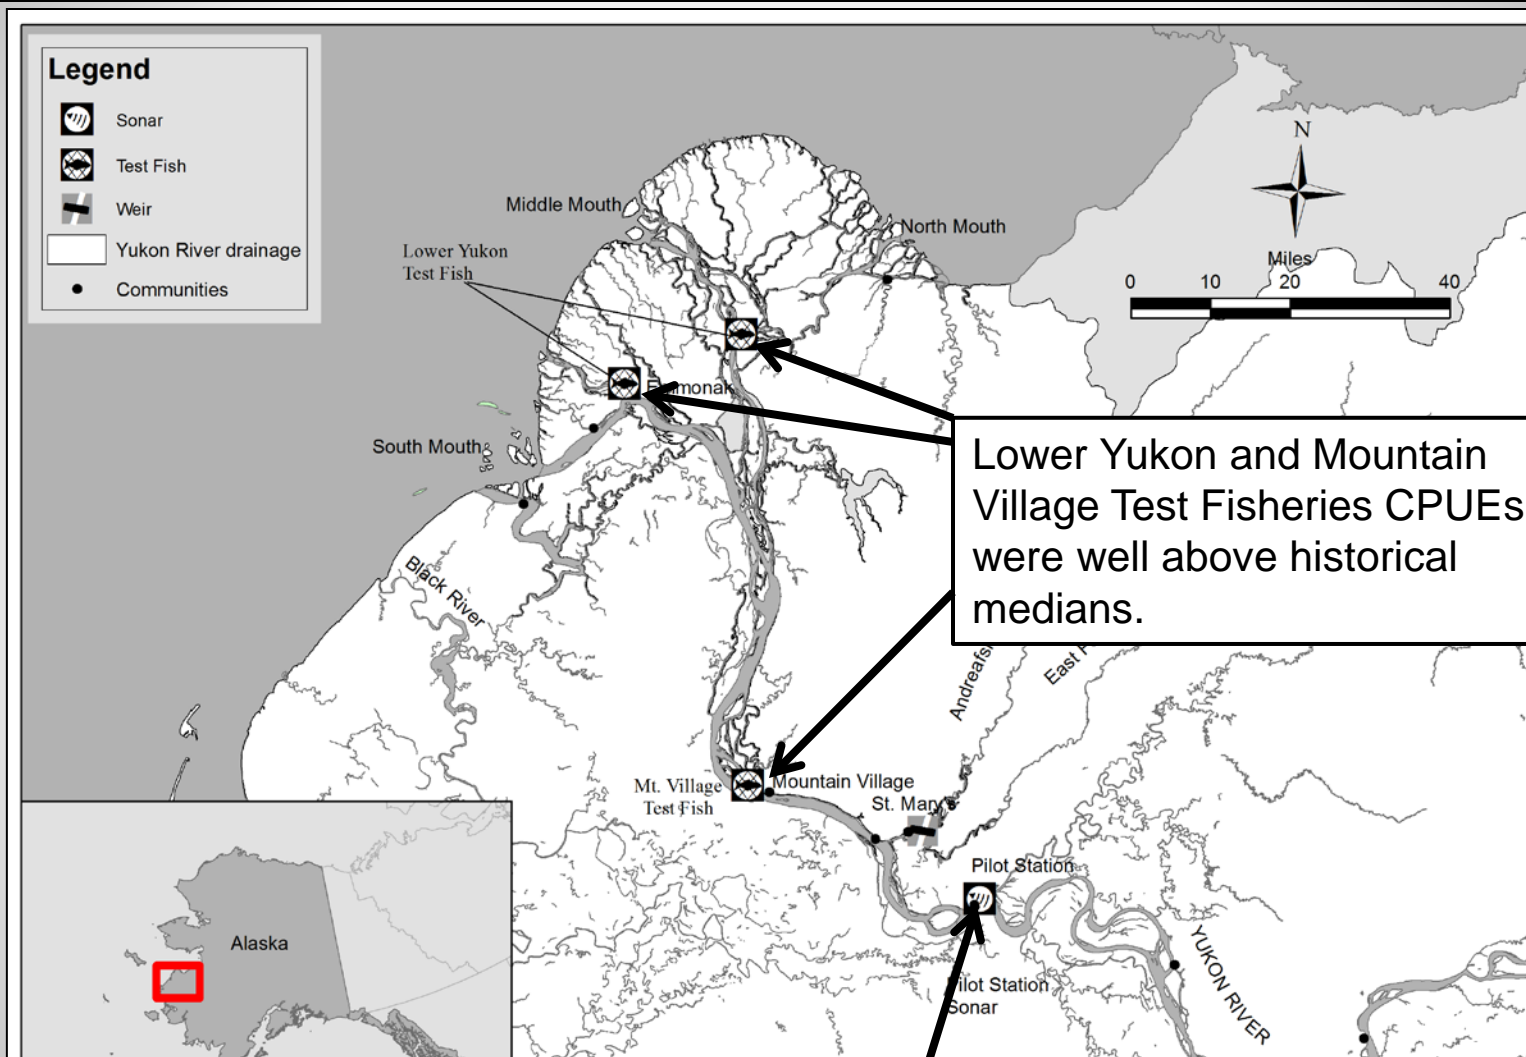 Legend
Sonar
Test Fish
Weir
Yukon River drainage
Communities
N
Miles
0 10 20 40
Middle Mouth
North Mouth
Lower Yukon
Test Fish
South Mouth
Black River
Lower Yukon and Mountain
Village Test Fisheries CPUEs
were well above historical
medians.
East
Mt. Village
Test Fish
Mountain Village
St. Mary's
Pilot Station
Pilot Station
Sonar
YUKON RIVER
Alaska